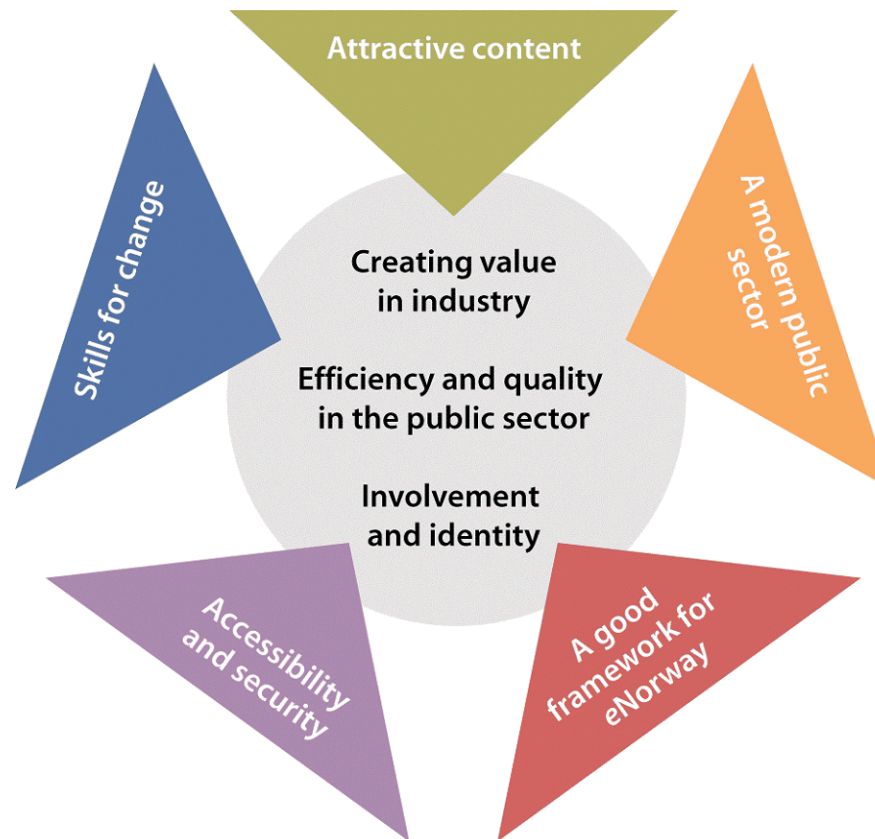 Attractive content
Skills for change
A modern public
sector
Creating value
in industry
Efficiency and quality
in the public sector
Involvement
and identity
Accessibility
and security
A good
framework for
eNorway